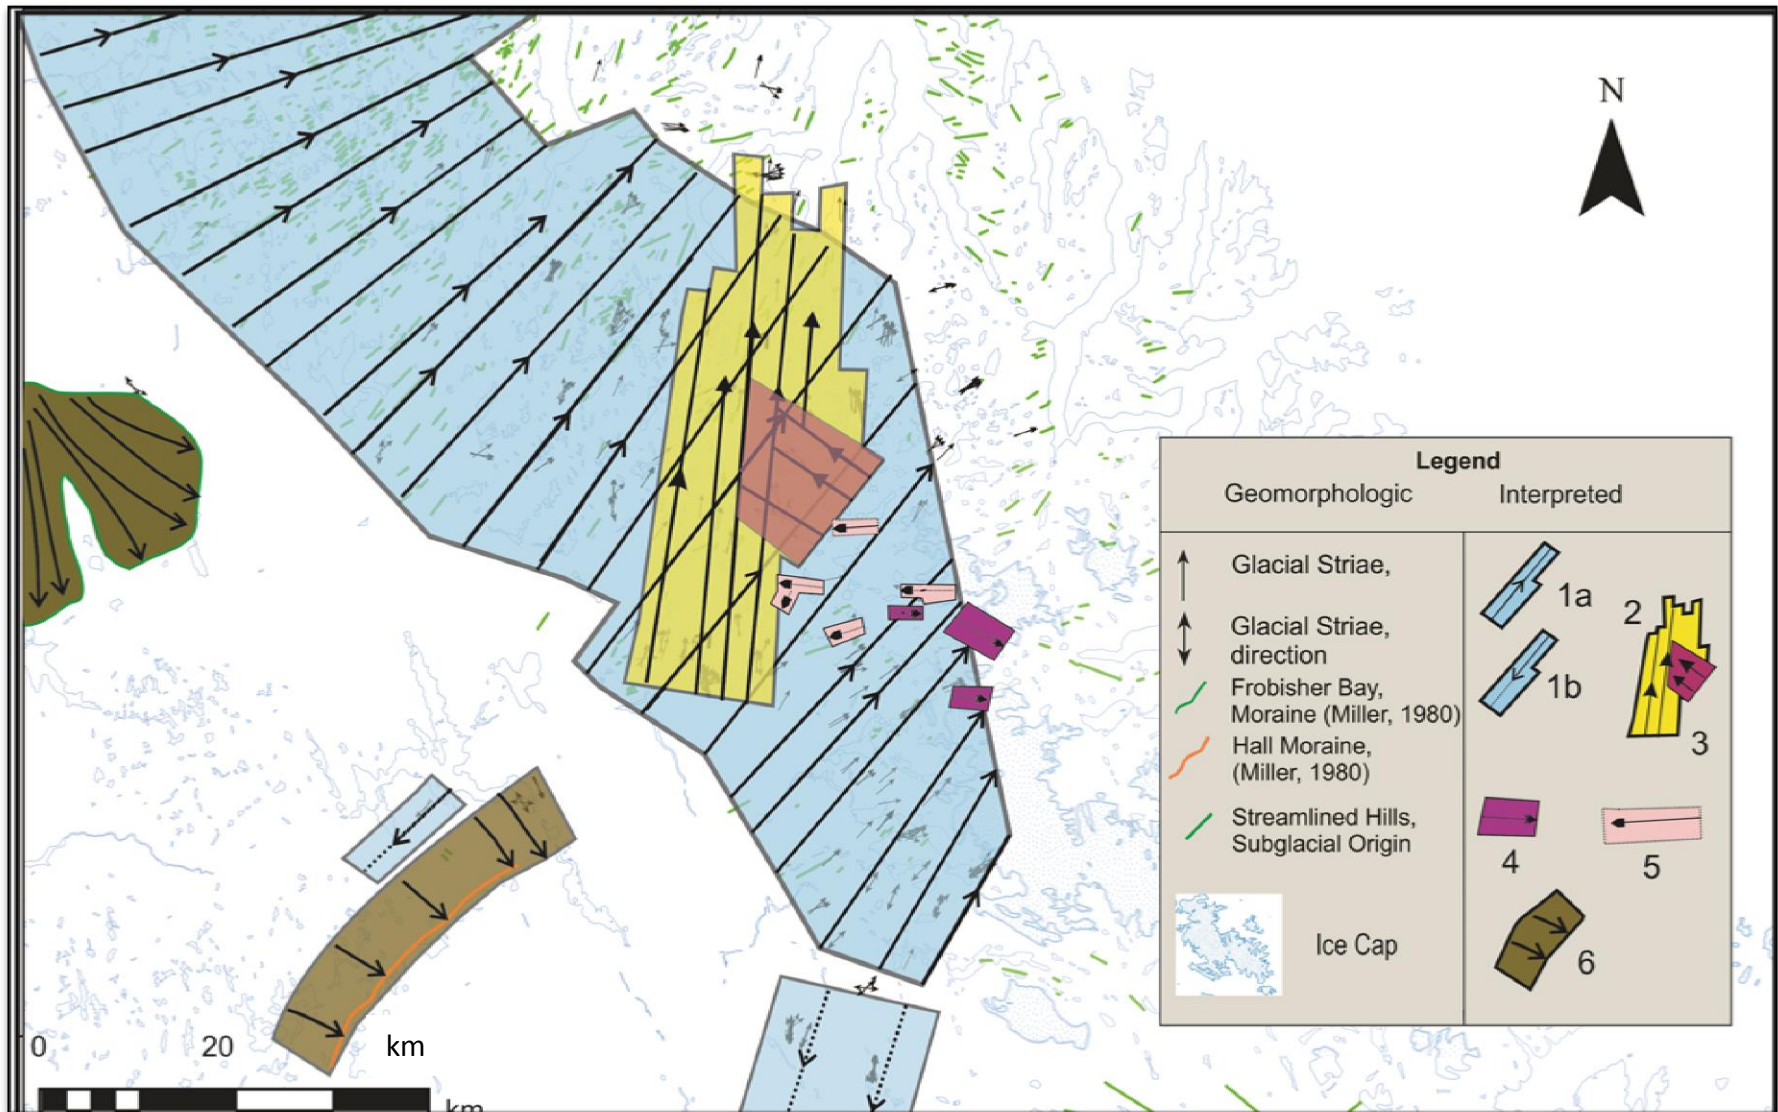 N
Legend
Geomorphologic
Interpreted
Glacial Striae,
1a
2
Glacial Striae,
direction
1b
Frobisher Bay,
Moraine (Miller, 1980)
3
Hall Moraine,
(Miller, 1980)
Streamlined Hills,
Subglacial Origin
4
5
Ice Cap
6
0
20
km
km